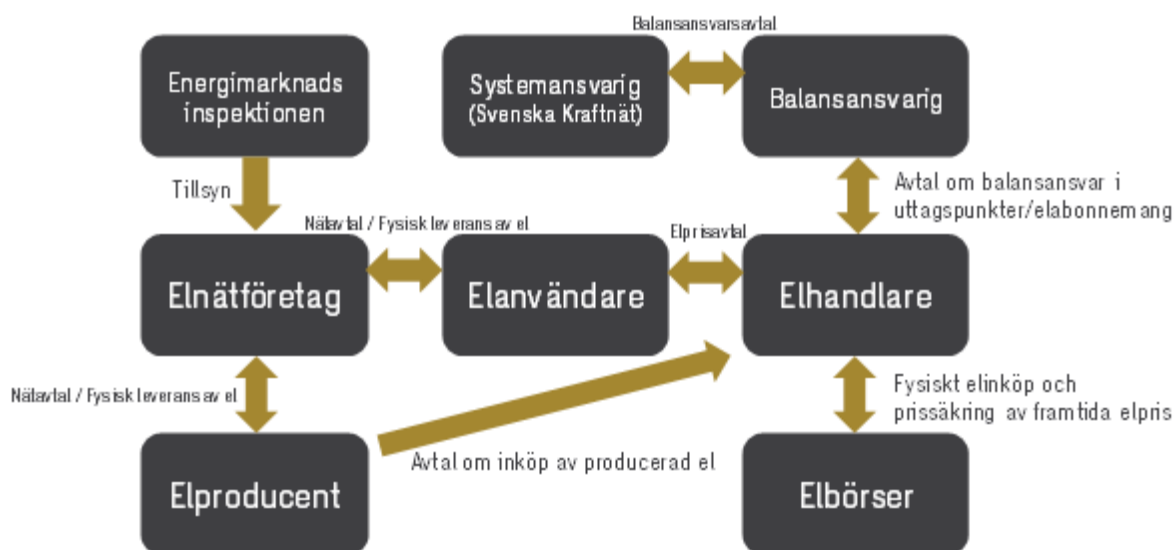 Balansansvarsavtal
Energimarknads
inspektionen
Systemansvarig
(Svenska Kraftnät)
Balansansvarig
Tillsyn
Avtal om balansansvar i
uttagspunkter/elabonnemang
Nätavtal / Fysisk leverans av el
Elprisavtal
Elnätföretag
Elanvändare
Elhandlare
Nätavtal / Fysisk leverans av el
Fysiskt elinköp och
prissäkring av framtida elpris
Avtal om inköp av producerad el
Elproducent
Elbörser